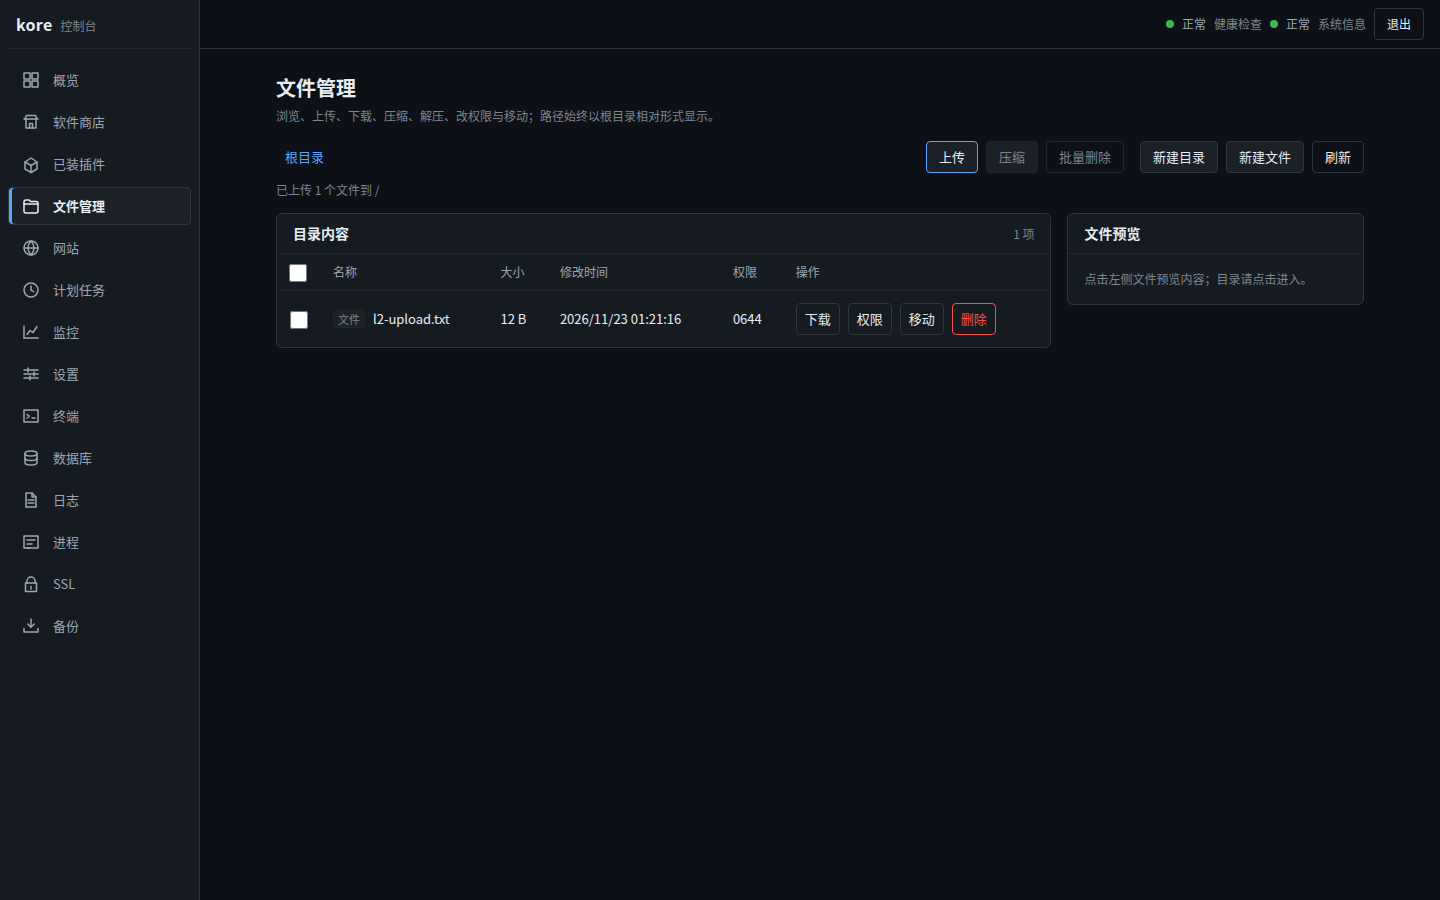 kore 控制台
正常 健康检查 正常 系统信息 退出
概览
软件商店
已装插件
文件管理
网站
计划任务
监控
设置
终端
数据库
日志
进程
SSL
备份
文件管理
浏览、上传、下载、压缩、解压、改权限与移动；路径始终以根目录相对形式显示。
根目录
上传 压缩 批量删除 新建目录 新建文件 刷新
已上传 1 个文件到 /
目录内容 1 项
名称 大小 修改时间 权限 操作
文件 l2-upload.txt 12 B 2026/11/23 01:21:16 0644 下载 权限 移动 删除
文件预览
点击左侧文件预览内容；目录请点击进入。